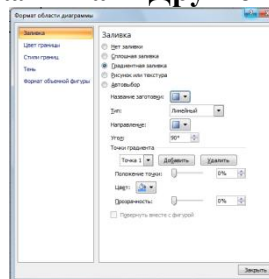 Формат области диаграммы
Заливка
Цвет границы
Стили границ
Тень
Формат объемной фигуры
Заливка
Нет заливки
Сплошная заливка
Градиентная заливка
Рисунок или текстура
Автовыбор
Название заготовки:
Тип: Линейный
Направление:
Угол: 90°
Точки градиента
Точка 1 Добавить Удалить
Положение точки: 0%
Цвет:
Прозрачность: 0%
Повернуть вместе с фигурой
Закрыть